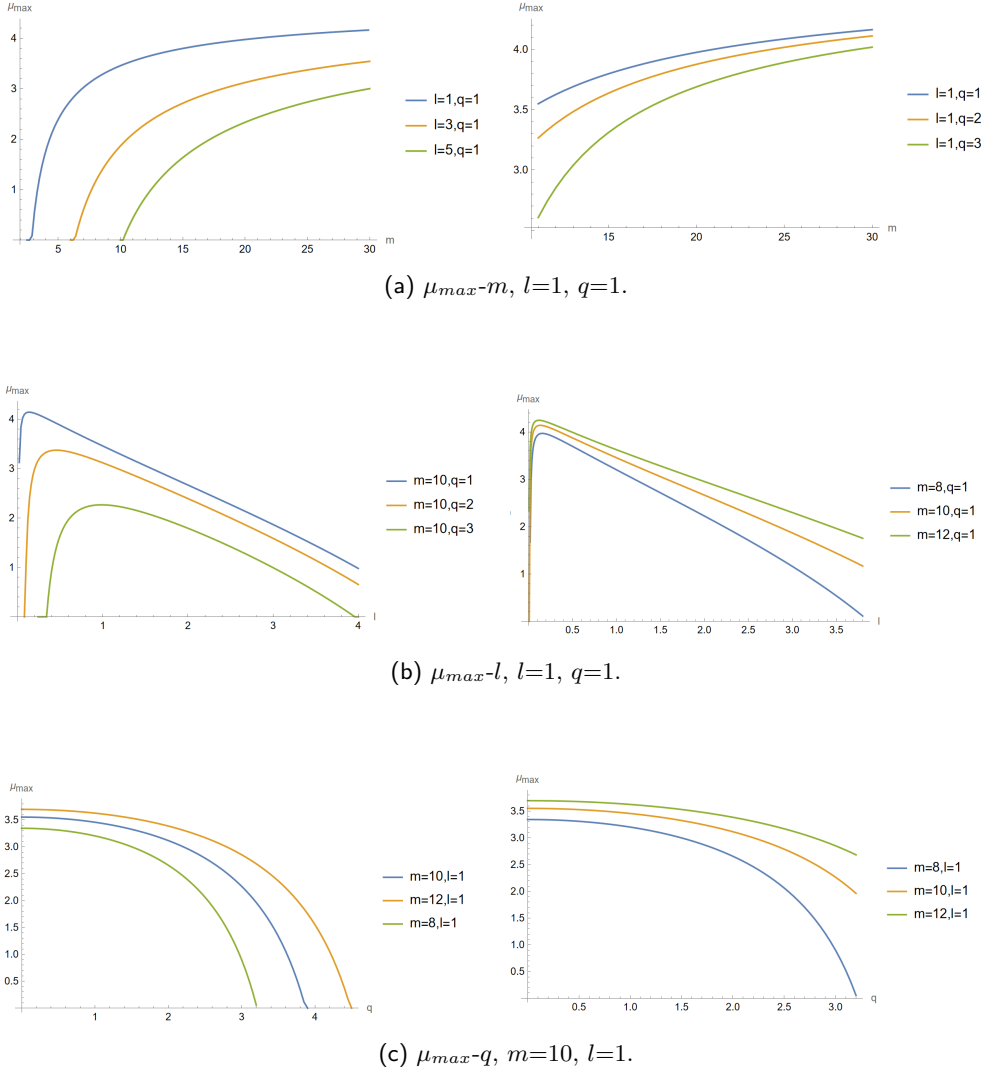 μmax
4
3
2
1
5 10 15 20 25 30 m
l=1,q=1
l=3,q=1
l=5,q=1
μmax
4.0
3.5
3.0
15 20 25 30 m
l=1,q=1
l=1,q=2
l=1,q=3
(a) μmax-m, l=1, q=1.
μmax
4
3
2
1
1 2 3 4 l
m=10,q=1
m=10,q=2
m=10,q=3
μmax
4
3
2
1
0.5 1.0 1.5 2.0 2.5 3.0 3.5 l
m=8,q=1
m=10,q=1
m=12,q=1
(b) μmax-l, l=1, q=1.
μmax
3.5
3.0
2.5
2.0
1.5
1.0
0.5
1 2 3 4 q
m=10,l=1
m=12,l=1
m=8,l=1
μmax
3.5
3.0
2.5
2.0
1.5
1.0
0.5
0.5 1.0 1.5 2.0 2.5 3.0 q
m=8,l=1
m=10,l=1
m=12,l=1
(c) μmax-q, m=10, l=1.